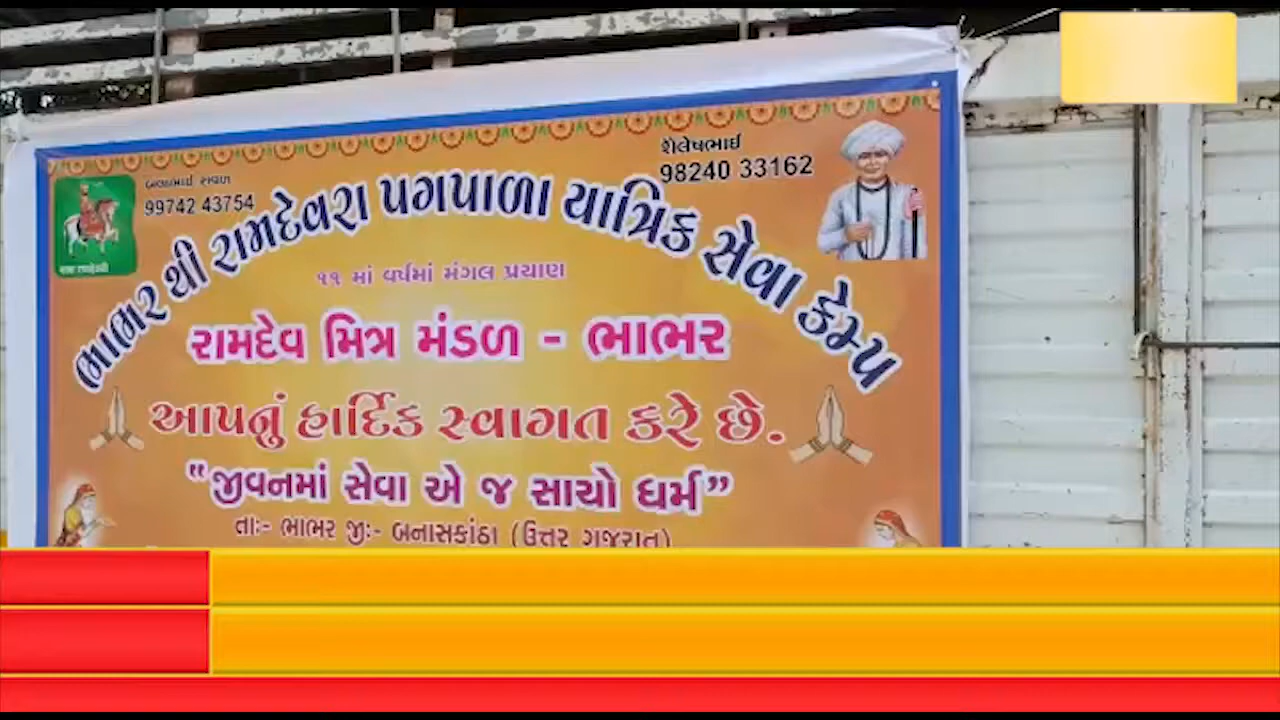 શૈલેષભાઈ
98240 33162
99742 43754
ભાભર થી રામદેવરા પગપાળા યાત્રિક સેવા કેમ્પ
૧૧ માં વર્ષમાં મંગલ પ્રયાણ
રામદેવ મિત્ર મંડળ - ભાભર
આપનું હાર્દિક સ્વાગત કરે છે.
"જીવનમાં સેવા એ જ સાચો ધર્મ"
તાઃ- ભાભર જીઃ- બનાસકાંઠા (ઉત્તર ગુજરાત)